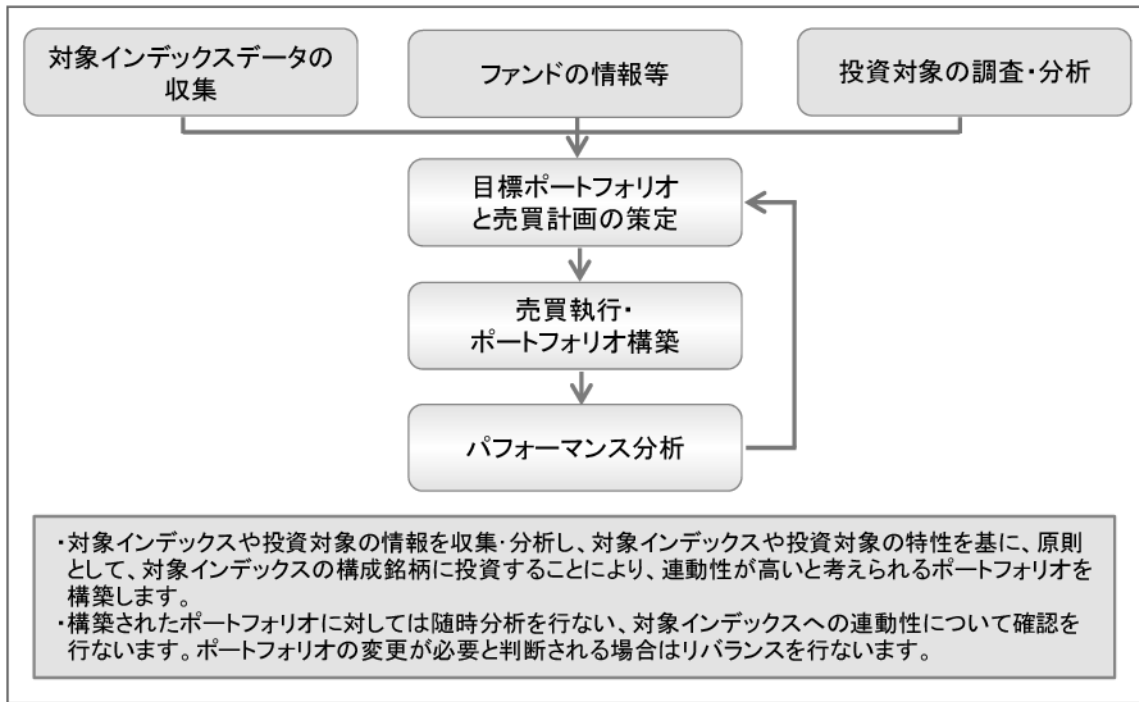 対象インデックスデータの
収集
ファンドの情報等
投資対象の調査・分析
目標ポートフォリオ
と売買計画の策定
売買執行・
ポートフォリオ構築
パフォーマンス分析
・対象インデックスや投資対象の情報を収集・分析し、対象インデックスや投資対象の特性を基に、原則
として、対象インデックスの構成銘柄に投資することにより、連動性が高いと考えられるポートフォリオを
構築します。
・構築されたポートフォリオに対しては随時分析を行ない、対象インデックスへの連動性について確認を
行ないます。ポートフォリオの変更が必要と判断される場合はリバランスを行ないます。